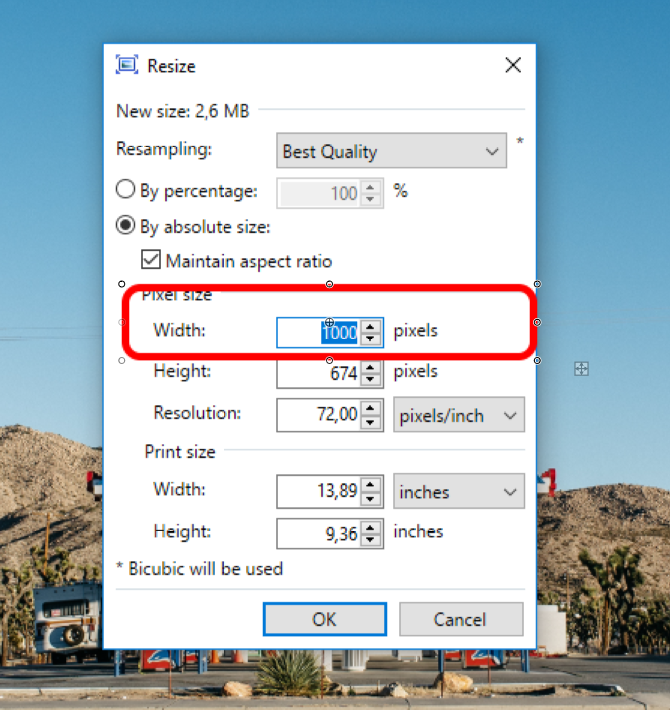 Resize
New size: 2,6 MB
Resampling: Best Quality *
By percentage: 100 %
By absolute size:
Maintain aspect ratio
Pixel size
Width: 1000 pixels
Height: 674 pixels
Resolution: 72,00 pixels/inch
Print size
Width: 13,89 inches
Height: 9,36 inches
* Bicubic will be used
OK Cancel